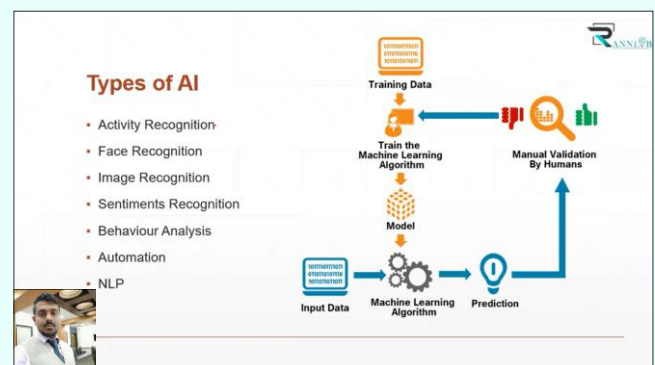 RANNLAB
Types of AI
Activity Recognition
Face Recognition
Image Recognition
Sentiments Recognition
Behaviour Analysis
Automation
NLP
Training Data
Train the
Machine Learning
Algorithm
Manual Validation
By Humans
Model
Input Data
Machine Learning
Algorithm
Prediction